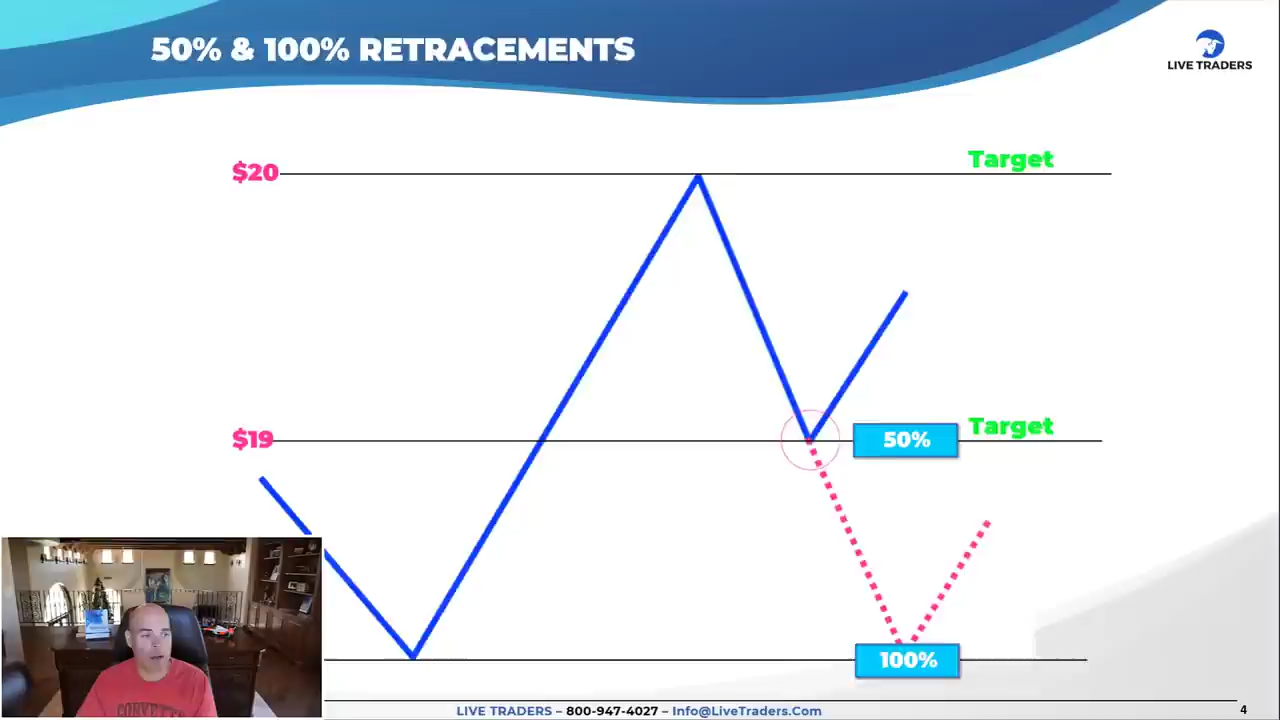 50% & 100% RETRACEMENTS
LIVE TRADERS
$20
Target
$19
50%
Target
100%
CORVETTE
LIVE TRADERS – 800-947-4027 – Info@LiveTraders.Com
4